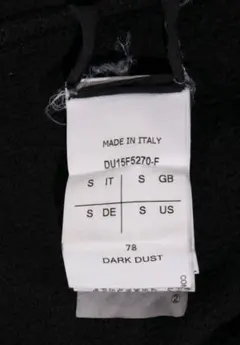 MADE IN ITALY
DU15F5270-F
S IT S GB
S DE S US
78
DARK DUST